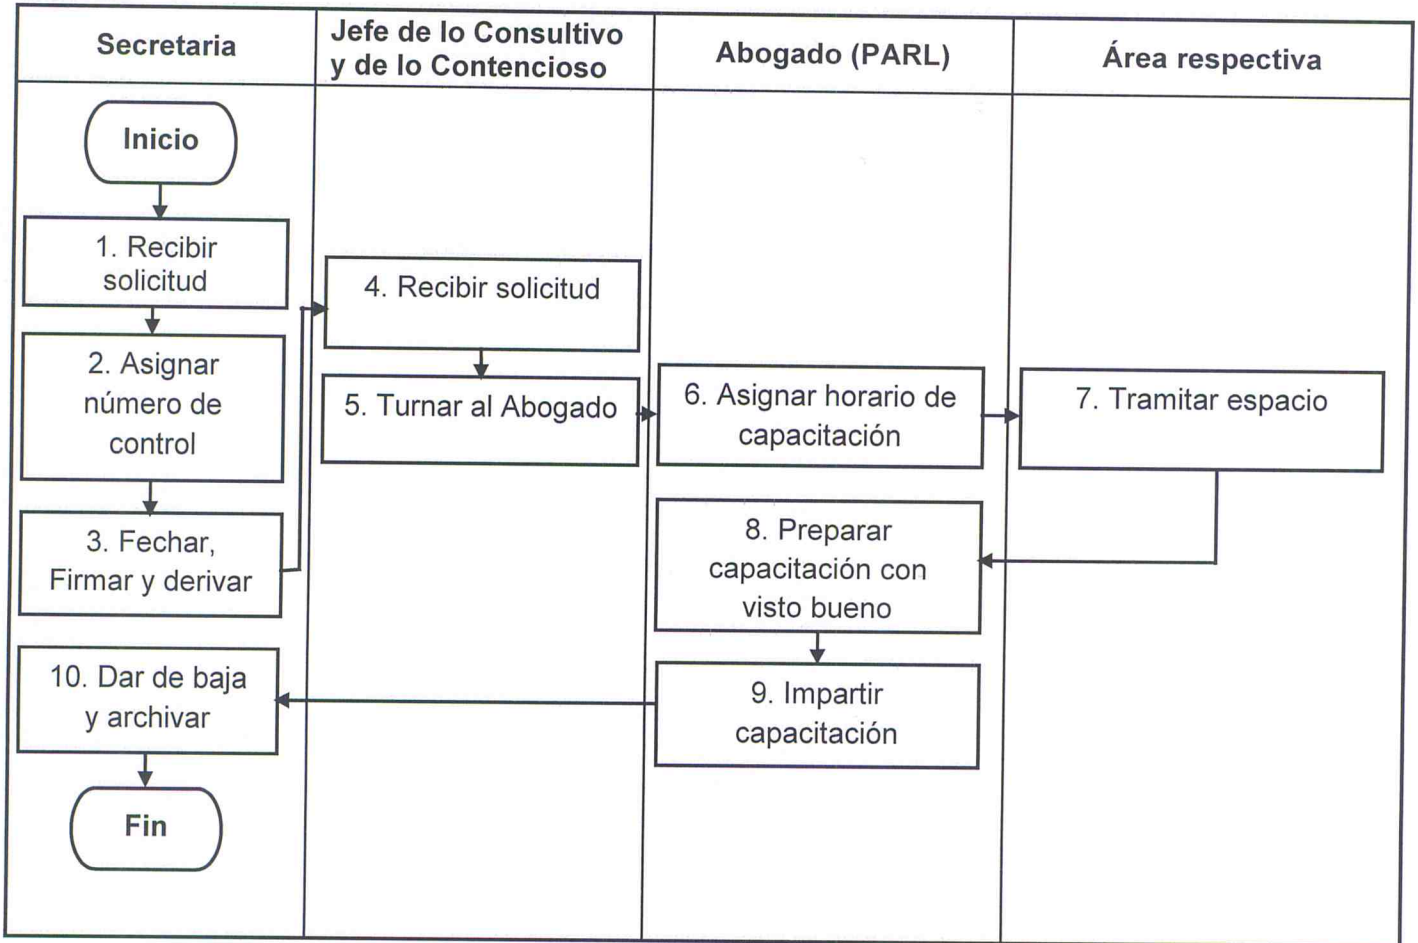 Secretaria
Jefe de lo Consultivo
y de lo Contencioso
Abogado (PARL)
Área respectiva
Inicio
1. Recibir
solicitud
2. Asignar
número de
control
3. Fechar,
Firmar y derivar
4. Recibir solicitud
5. Turnar al Abogado
6. Asignar horario de
capacitación
7. Tramitar espacio
8. Preparar
capacitación con
visto bueno
9. Impartir
capacitación
10. Dar de baja
y archivar
Fin